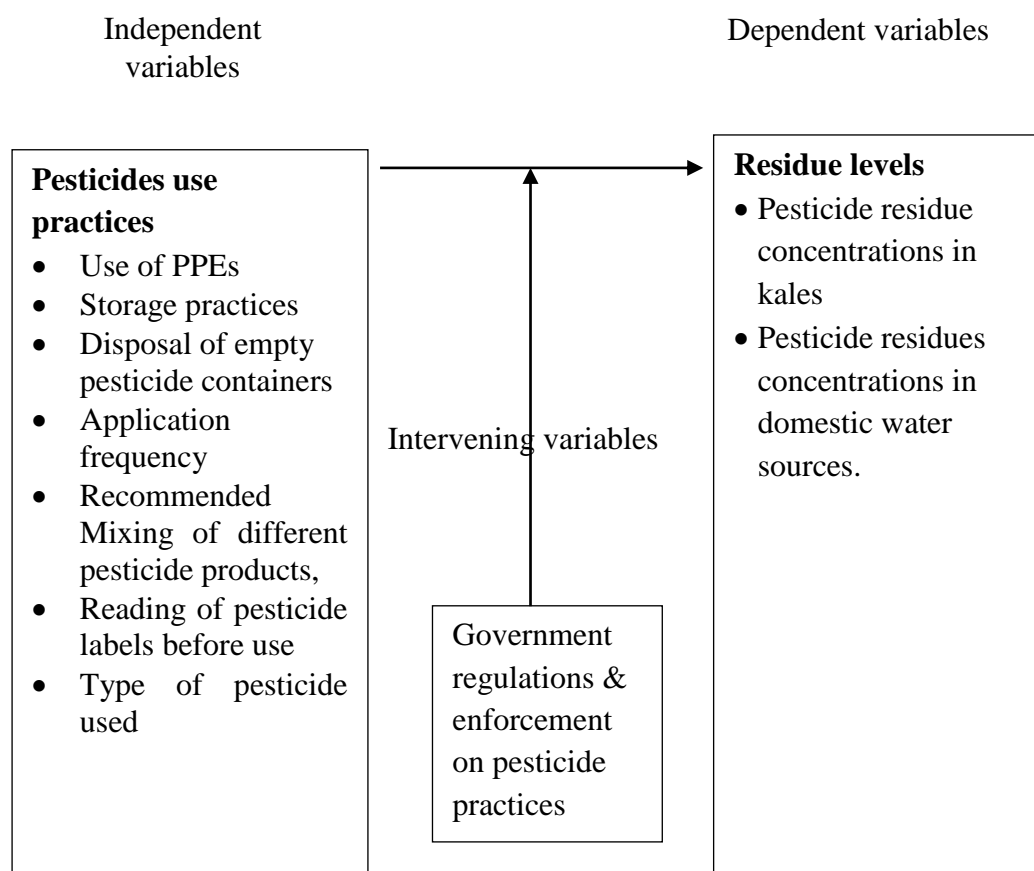 Independent
variables
Dependent variables
Pesticides use
practices
• Use of PPEs
• Storage practices
• Disposal of empty
pesticide containers
• Application
frequency
• Recommended
Mixing of different
pesticide products,
• Reading of pesticide
labels before use
• Type of pesticide
used
Intervening variables
Government
regulations &
enforcement
on pesticide
practices
Residue levels
• Pesticide residue
concentrations in
kales
• Pesticide residues
concentrations in
domestic water
sources.